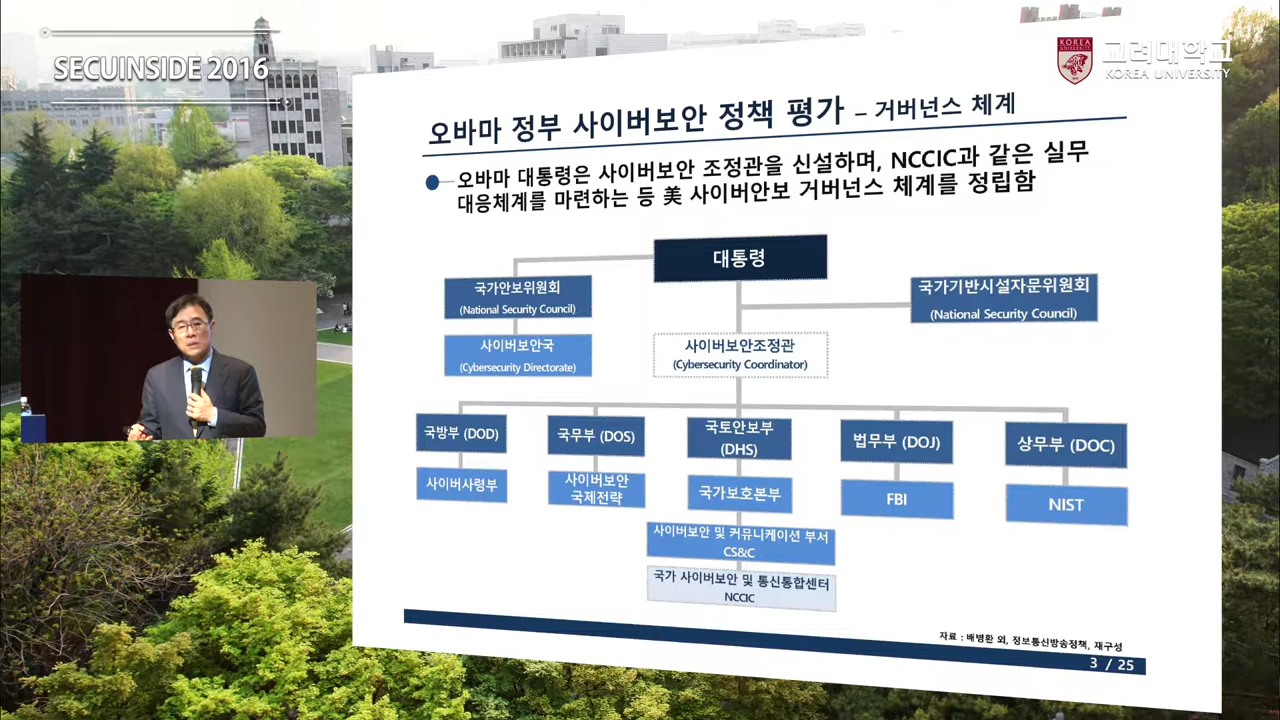 SECUINSIDE 2016
KOREA
UNIVERSITY
고려대학교
KOREA UNIVERSITY
오바마 정부 사이버보안 정책 평가 – 거버넌스 체계
오바마 대통령은 사이버보안 조정관을 신설하며, NCCIC과 같은 실무
대응체계를 마련하는 등 美 사이버안보 거버넌스 체계를 정립함
대통령
국가안보위원회
(National Security Council)
국가기반시설자문위원회
(National Security Council)
사이버보안국
(Cybersecurity Directorate)
사이버보안조정관
(Cybersecurity Coordinator)
국방부 (DOD)
국무부 (DOS)
국토안보부
(DHS)
법무부 (DOJ)
상무부 (DOC)
사이버사령부
사이버보안
국제전략
국가보호본부
FBI
NIST
사이버보안 및 커뮤니케이션 부서
CS&C
국가 사이버보안 및 통신통합센터
NCCIC
자료 : 배병환 외, 정보통신방송정책, 재구성
3 / 25